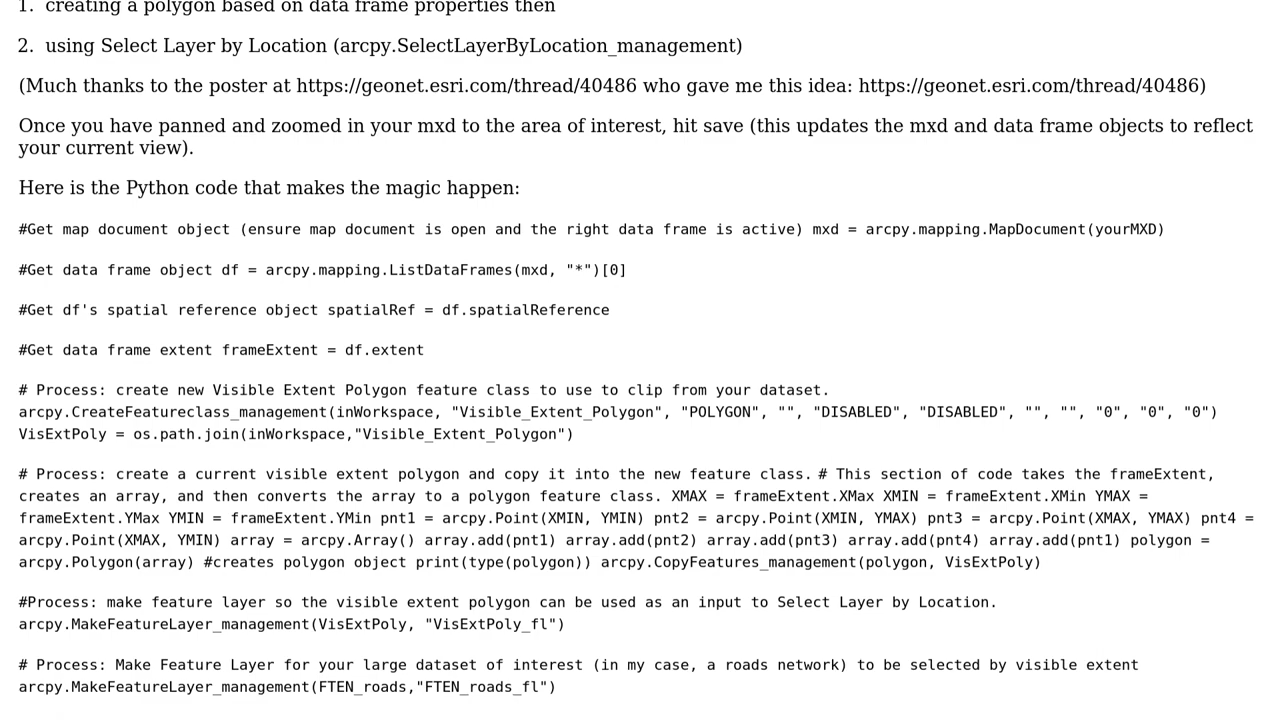 1. creating a polygon based on data frame properties then
2. using Select Layer by Location (arcpy.SelectLayerByLocation_management)
(Much thanks to the poster at https://geonet.esri.com/thread/40486 who gave me this idea: https://geonet.esri.com/thread/40486)
Once you have panned and zoomed in your mxd to the area of interest, hit save (this updates the mxd and data frame objects to reflect
your current view).
Here is the Python code that makes the magic happen:
#Get map document object (ensure map document is open and the right data frame is active) mxd = arcpy.mapping.MapDocument(yourMXD)
#Get data frame object df = arcpy.mapping.ListDataFrames(mxd, "*")[0]
#Get df's spatial reference object spatialRef = df.spatialReference
#Get data frame extent frameExtent = df.extent
# Process: create new Visible Extent Polygon feature class to use to clip from your dataset.
arcpy.CreateFeatureclass_management(inWorkspace, "Visible_Extent_Polygon", "POLYGON", "", "DISABLED", "DISABLED", "", "", "0", "0", "0")
VisExtPoly = os.path.join(inWorkspace,"Visible_Extent_Polygon")
# Process: create a current visible extent polygon and copy it into the new feature class. # This section of code takes the frameExtent,
creates an array, and then converts the array to a polygon feature class. XMAX = frameExtent.XMax XMIN = frameExtent.XMin YMAX =
frameExtent.YMax YMIN = frameExtent.YMin pnt1 = arcpy.Point(XMIN, YMIN) pnt2 = arcpy.Point(XMIN, YMAX) pnt3 = arcpy.Point(XMAX, YMAX) pnt4 =
arcpy.Point(XMAX, YMIN) array = arcpy.Array() array.add(pnt1) array.add(pnt2) array.add(pnt3) array.add(pnt4) array.add(pnt1) polygon =
arcpy.Polygon(array) #creates polygon object print(type(polygon)) arcpy.CopyFeatures_management(polygon, VisExtPoly)
#Process: make feature layer so the visible extent polygon can be used as an input to Select Layer by Location.
arcpy.MakeFeatureLayer_management(VisExtPoly, "VisExtPoly_fl")
# Process: Make Feature Layer for your large dataset of interest (in my case, a roads network) to be selected by visible extent
arcpy.MakeFeatureLayer_management(FTEN_roads,"FTEN_roads_fl")